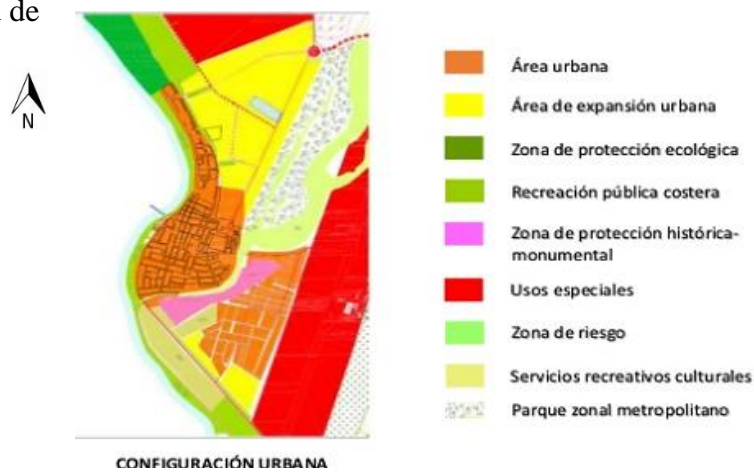 de
N
Área urbana
Área de expansión urbana
Zona de protección ecológica
Recreación pública costera
Zona de protección histórica-
monumental
Usos especiales
Zona de riesgo
Servicios recreativos culturales
Parque zonal metropolitano
CONFIGURACIÓN URBANA